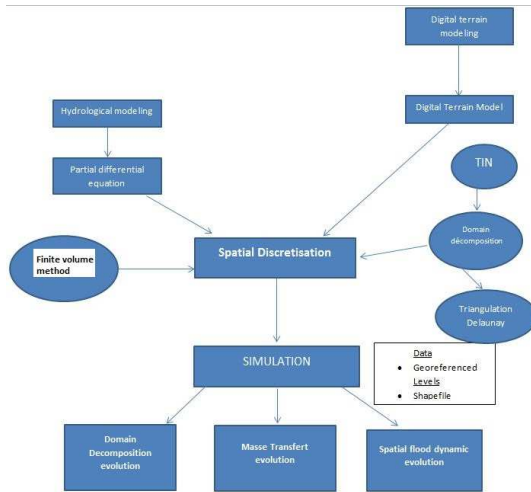 Digital terrain
modeling
Hydrological modeling
Digital Terrain Model
Partial differential
equation
TIN
Domain
décomposition
Finite volume
method
Spatial Discretisation
Triangulation
Delaunay
SIMULATION
Data
• Georeferenced
Levels
• Shapefile
Domain
Decomposition
evolution
Masse Transfert
evolution
Spatial flood dynamic
evolution